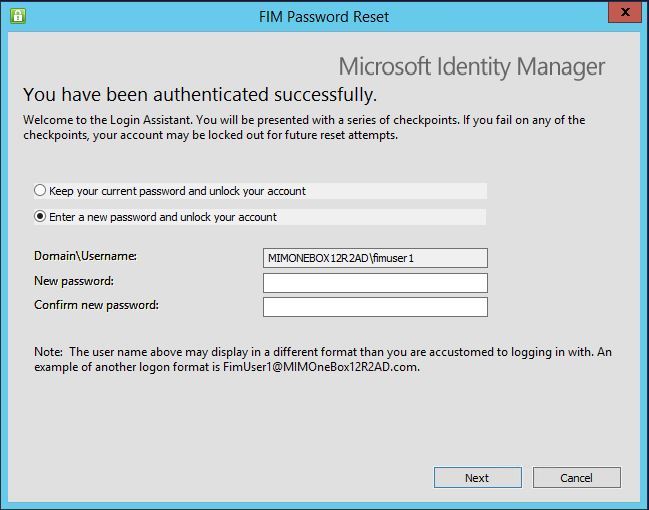 FIM Password Reset
x
Microsoft Identity Manager
You have been authenticated successfully.
Welcome to the Login Assistant. You will be presented with a series of checkpoints. If you fail on any of the
checkpoints, your account may be locked out for future reset attempts.
Keep your current password and unlock your account
Enter a new password and unlock your account
Domain\Username:
MIMONEBOX12R2AD\fimuser1
New password:
Confirm new password:
Note:  The user name above may display in a different format than you are accustomed to logging in with. An
example of another logon format is FimUser1@MIMOneBox12R2AD.com.
Next
Cancel